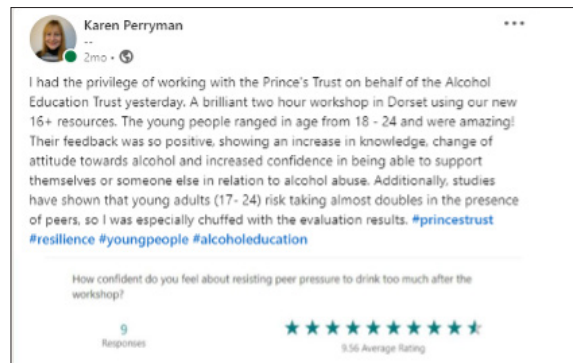 Karen Perryman
--
2mo •
I had the privilege of working with the Prince's Trust on behalf of the Alcohol
Education Trust yesterday. A brilliant two hour workshop in Dorset using our new
16+ resources. The young people ranged in age from 18 - 24 and were amazing!
Their feedback was so positive, showing an increase in knowledge, change of
attitude towards alcohol and increased confidence in being able to support
themselves or someone else in relation to alcohol abuse. Additionally, studies
have shown that young adults (17- 24) risk taking almost doubles in the presence
of peers, so I was especially chuffed with the evaluation results. #princestrust
#resilience #youngpeople #alcoholeducation
How confident do you feel about resisting peer pressure to drink too much after the
workshop?
9
Responses
9.56 Average Rating